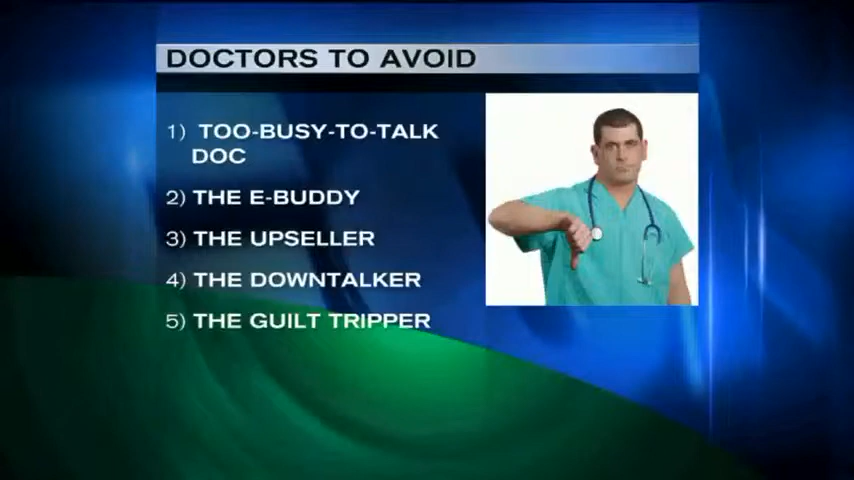 DOCTORS TO AVOID
1) TOO-BUSY-TO-TALK
DOC
2) THE E-BUDDY
3) THE UPSELLER
4) THE DOWNTALKER
5) THE GUILT TRIPPER